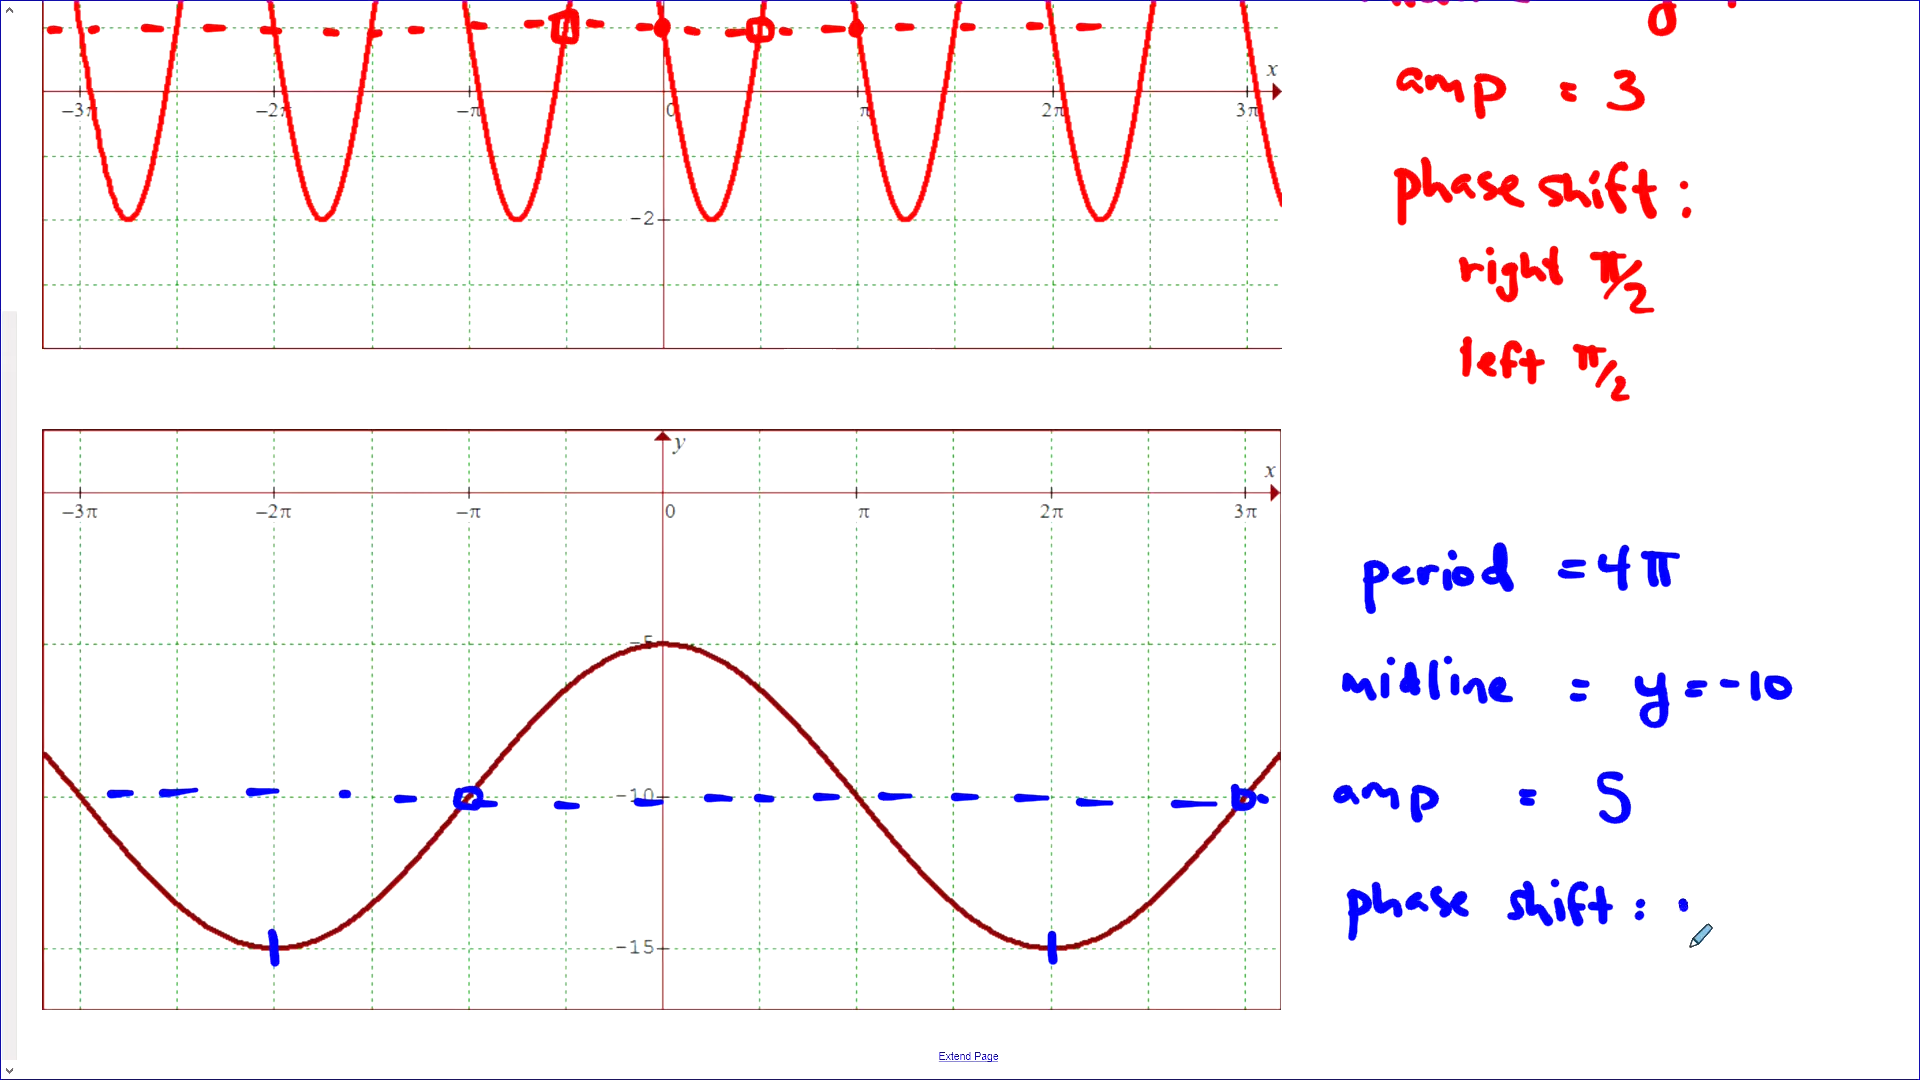 x
−3π −2π −π 0 π 2π 3π
−2
amp = 3
phase shift :
right π/2
left π/2
y
x
−3π −2π −π 0 π 2π 3π
−5
−10
−15
period = 4π
midline = y = -10
amp = 5
phase shift :
Extend Page